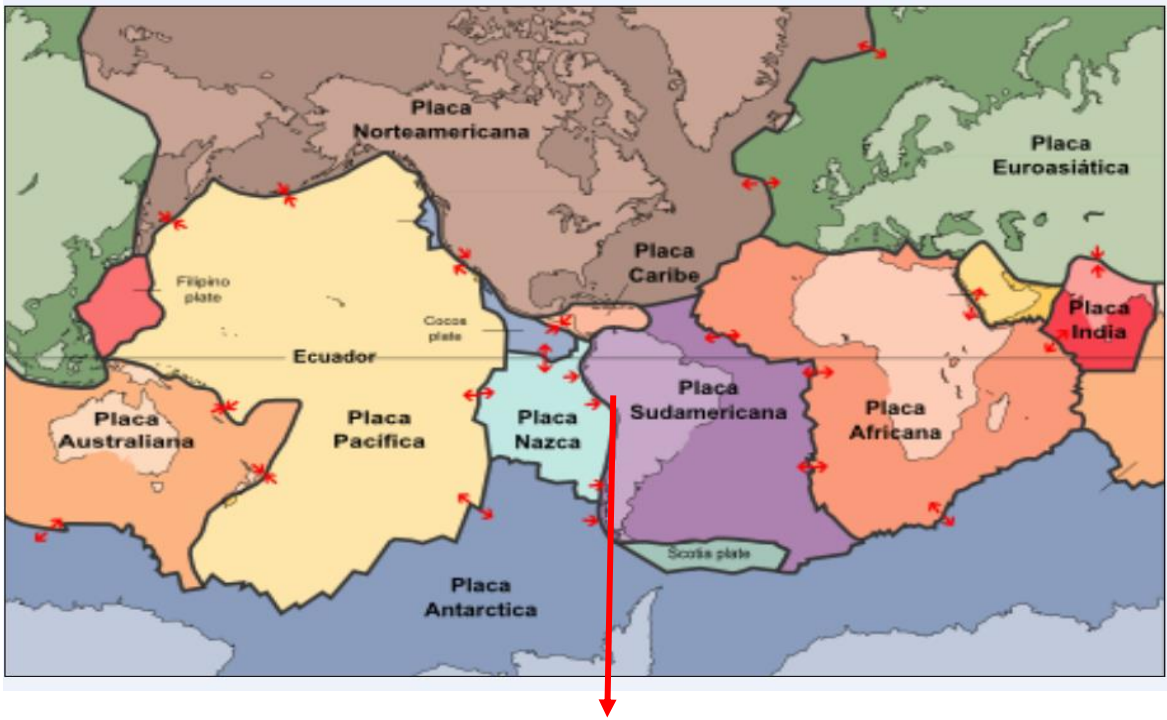 Placa
Norteamericana
Placa
Euroasiática
Placa
Caribe
Filipino
plate
Cocos
plate
Placa
India
Ecuador
Placa
Australiana
Placa
Pacífica
Placa
Nazca
Placa
Sudamericana
Placa
Africana
Scotia plate
Placa
Antarctica